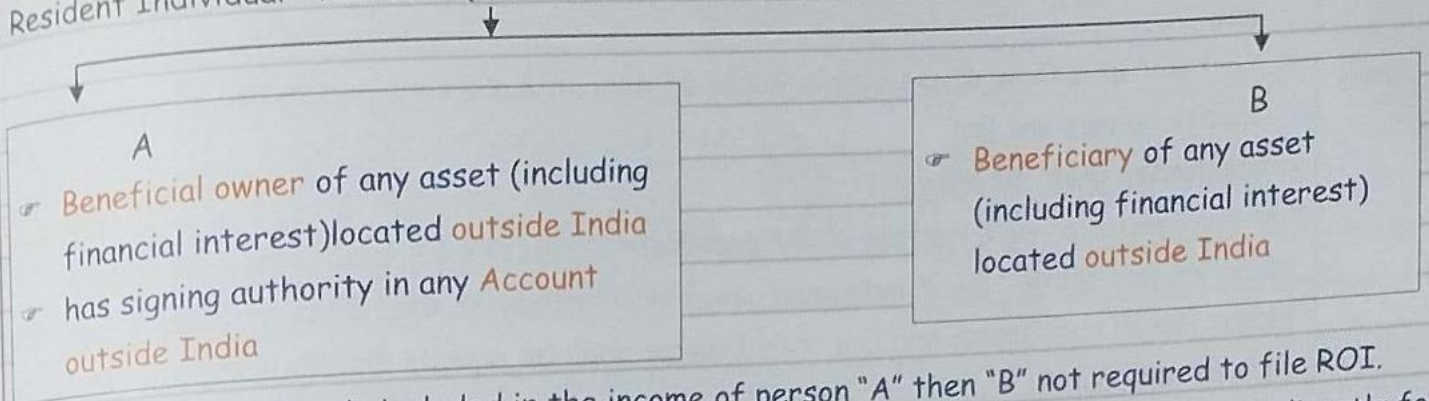 Resident
A
☞ Beneficial owner of any asset (including
financial interest)located outside India
☞ has signing authority in any Account
outside India
B
☞ Beneficiary of any asset
(including financial interest)
located outside India
in the income of person "A" then "B" not required to file ROI.